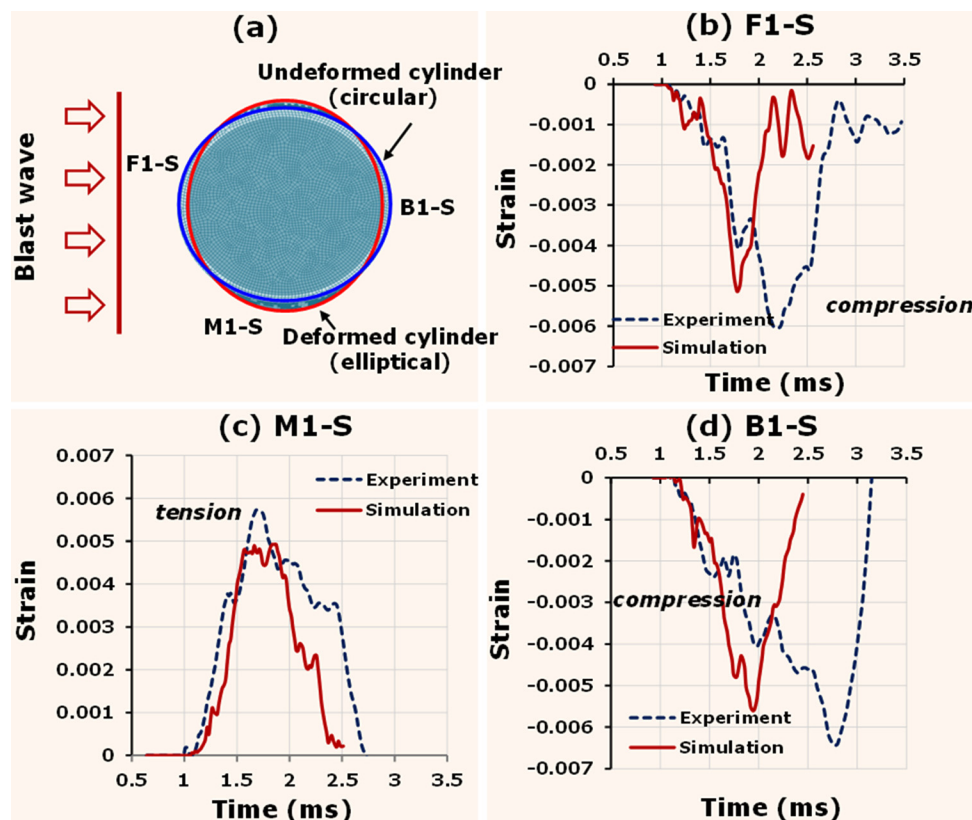 (a)
Undeformed cylinder
(circular)
Blast wave
F1-S
B1-S
M1-S
Deformed cylinder
(elliptical)
(b) F1-S
0.5 1 1.5 2 2.5 3 3.5
0
-0.001
-0.002
-0.003
-0.004
-0.005
-0.006
-0.007
Strain
compression
Experiment
Simulation
Time (ms)
(c) M1-S
0.007
0.006
0.005
0.004
0.003
0.002
0.001
0
Strain
tension
Experiment
Simulation
0.5 1 1.5 2 2.5 3 3.5
Time (ms)
(d) B1-S
0.5 1 1.5 2 2.5 3 3.5
0
-0.001
-0.002
-0.003
-0.004
-0.005
-0.006
-0.007
Strain
compression
Experiment
Simulation
Time (ms)